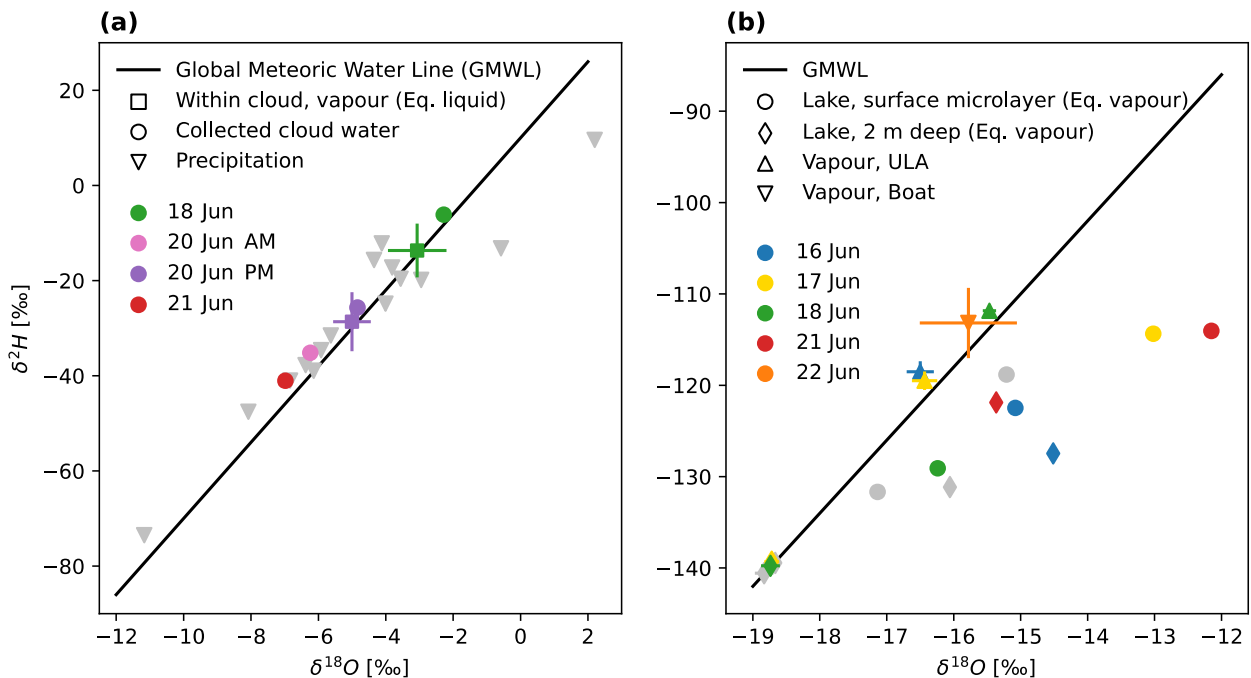 (a)
Global Meteoric Water Line (GMWL)
Within cloud, vapour (Eq. liquid)
Collected cloud water
Precipitation
18 Jun
20 Jun AM
20 Jun PM
21 Jun
20
0
−20
−40
−60
−80
δ²H [‰]
−12 −10 −8 −6 −4 −2 0 2
δ¹⁸O [‰]
(b)
GMWL
Lake, surface microlayer (Eq. vapour)
Lake, 2 m deep (Eq. vapour)
Vapour, ULA
Vapour, Boat
16 Jun
17 Jun
18 Jun
21 Jun
22 Jun
−90
−100
−110
−120
−130
−140
−19 −18 −17 −16 −15 −14 −13 −12
δ¹⁸O [‰]